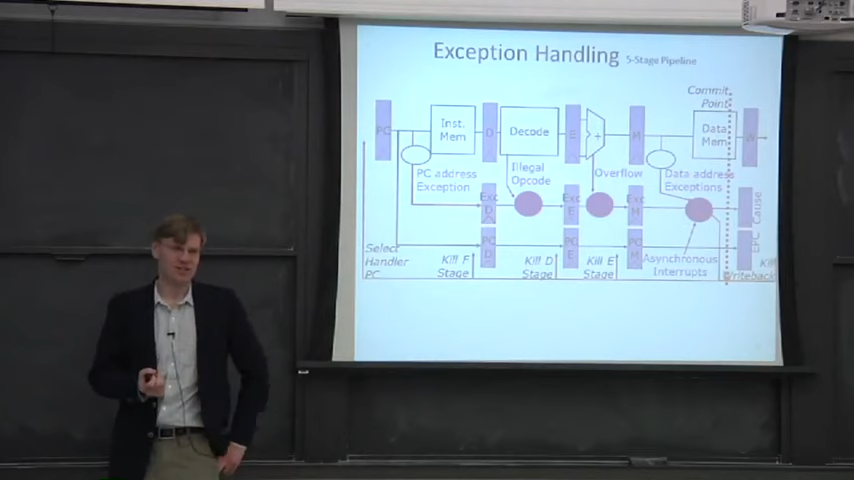 Exception Handling 5-Stage Pipeline
Commit
Point
PC
Inst.
Mem
D
Decode
E
+
M
Data
Mem
W
PC address
Exception
Illegal
Opcode
Overflow
Data address
Exceptions
Exc
D
Exc
E
Exc
M
Cause
PC
D
PC
E
PC
M
EPC
Select
Handler
PC
Kill F
Stage
Kill D
Stage
Kill E
Stage
Asynchronous
Interrupts
Kill
Writeback